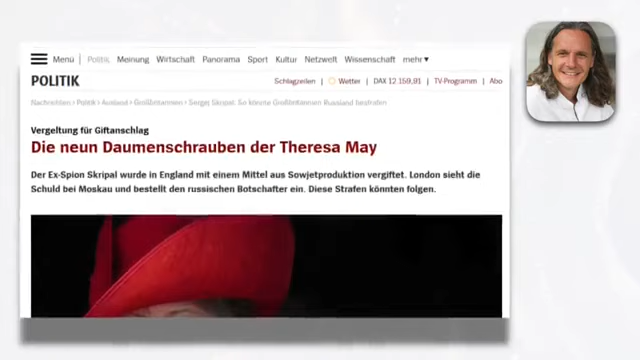 Menü | Politik Meinung Wirtschaft Panorama Sport Kultur Netzwelt Wissenschaft mehr▼
POLITIK
Schlagzeilen | Wetter | DAX 12.159,91 | TV-Programm | Abo
Nachrichten > Politik > Ausland > Großbritannien > Sergej Skripal: So könnte Großbritannien Russland bestrafen
Vergeltung für Giftanschlag
Die neun Daumenschrauben der Theresa May
Der Ex-Spion Skripal wurde in England mit einem Mittel aus Sowjetproduktion vergiftet. London sieht die
Schuld bei Moskau und bestellt den russischen Botschafter ein. Diese Strafen könnten folgen.